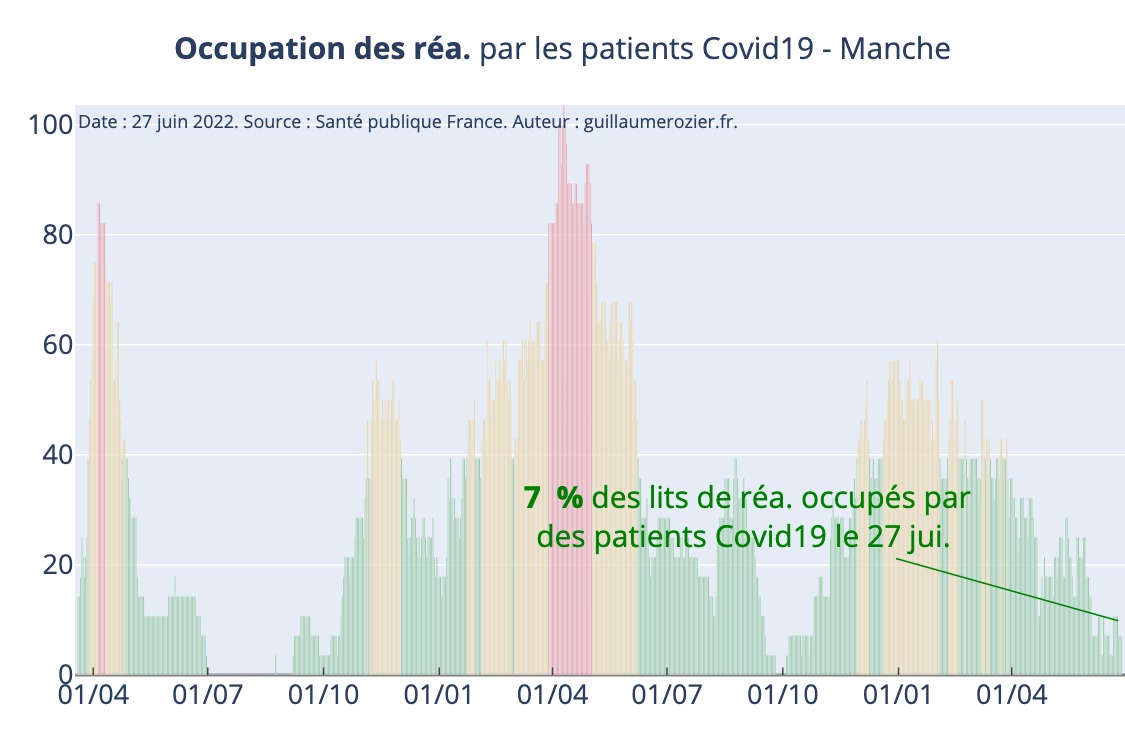 Occupation des réa. par les patients Covid19 - Manche
100
Date : 27 juin 2022. Source : Santé publique France. Auteur : guillaumerozier.fr.
80
60
40
7 % des lits de réa. occupés par
des patients Covid19 le 27 jui.
20
0
01/04 01/07 01/10 01/01 01/04 01/07 01/10 01/01 01/04